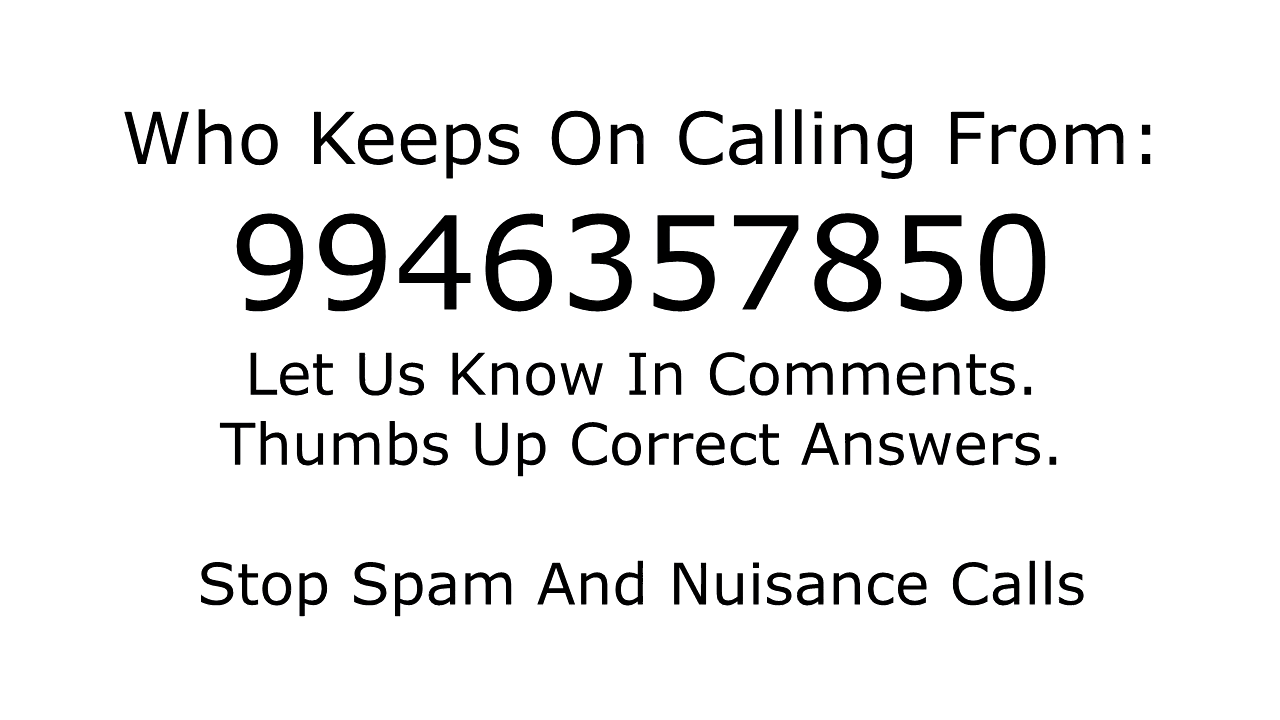 Who Keeps On Calling From:
9946357850
Let Us Know In Comments.
Thumbs Up Correct Answers.
Stop Spam And Nuisance Calls